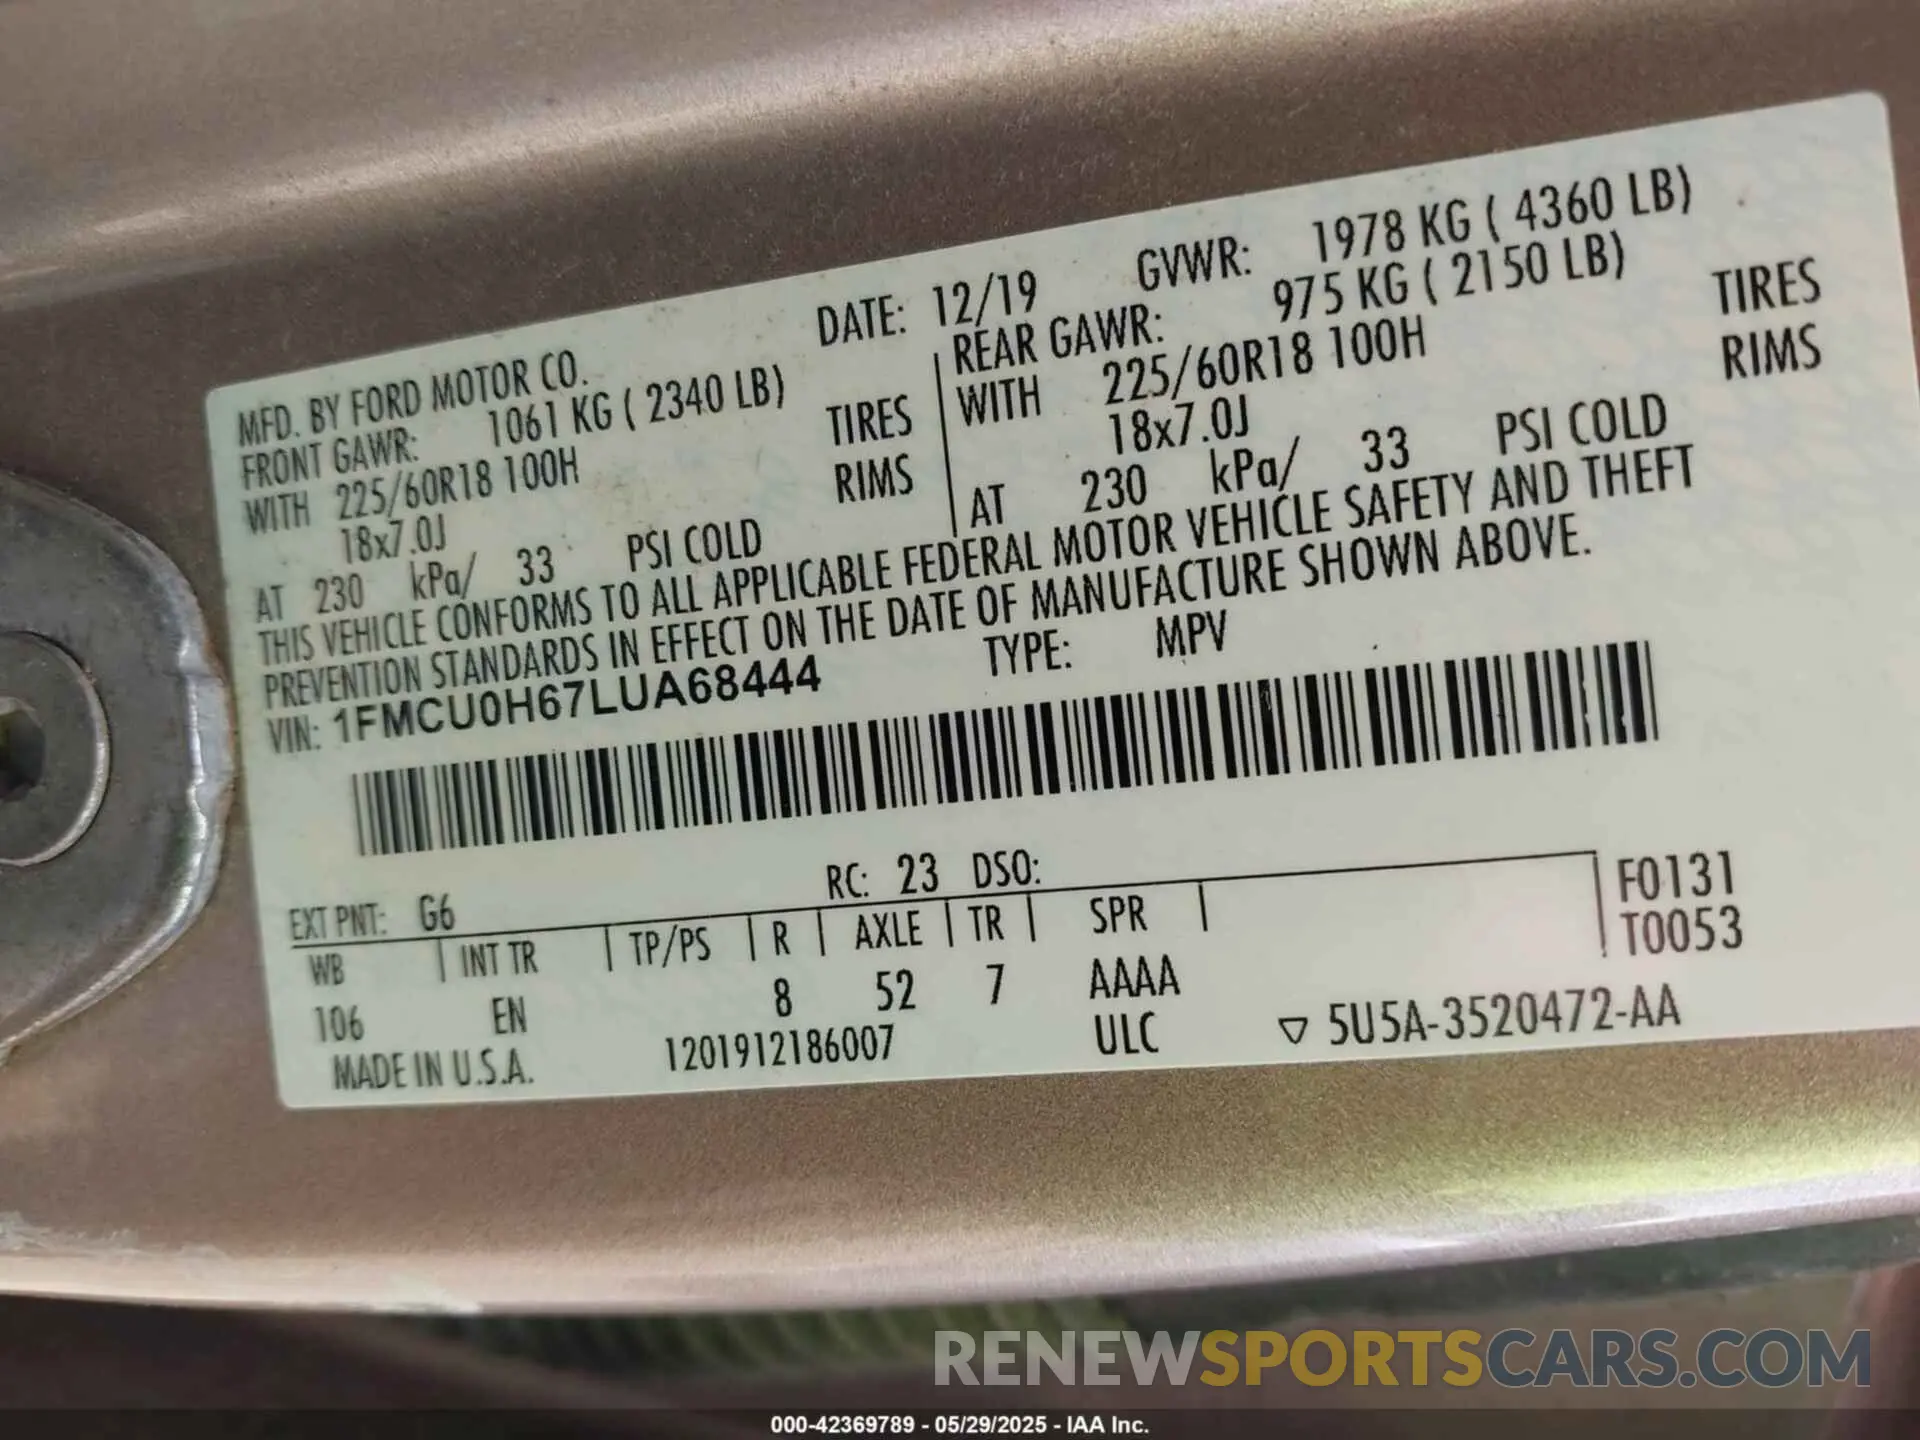 MFD. BY FORD MOTOR CO. DATE: 12/19 GVWR: 1978 KG ( 4360 LB)
FRONT GAWR: 1061 KG ( 2340 LB) REAR GAWR: 975 KG ( 2150 LB)
WITH 225/60R18 100H TIRES WITH 225/60R18 100H TIRES
18x7.0J RIMS 18x7.0J RIMS
AT 230 kPa/ 33 PSI COLD AT 230 kPa/ 33 PSI COLD
THIS VEHICLE CONFORMS TO ALL APPLICABLE FEDERAL MOTOR VEHICLE SAFETY AND THEFT
PREVENTION STANDARDS IN EFFECT ON THE DATE OF MANUFACTURE SHOWN ABOVE.
VIN: 1FMCU0H67LUA68444 TYPE: MPV
EXT PNT: G6 RC: 23 DSO: F0131
WB INT TR TP/PS R AXLE TR SPR T0053
106 EN 8 52 7 AAAA
MADE IN U.S.A. 1201912186007 ULC ▽ 5U5A-3520472-AA
RENEWSPORTSCARS.COM
000-42369789 - 05/29/2025 - IAA Inc.